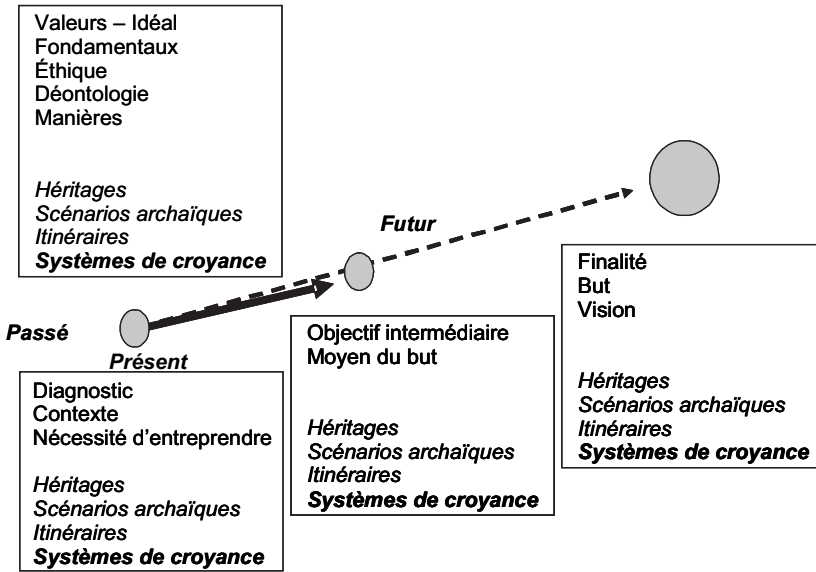 Valeurs – Idéal
Fondamentaux
Éthique
Déontologie
Manières
Héritages
Scénarios archaïques
Itinéraires
Systèmes de croyance
Futur
Passé
Présent
Diagnostic
Contexte
Nécessité d'entreprendre
Héritages
Scénarios archaïques
Itinéraires
Systèmes de croyance
Objectif intermédiaire
Moyen du but
Héritages
Scénarios archaïques
Itinéraires
Systèmes de croyance
Finalité
But
Vision
Héritages
Scénarios archaïques
Itinéraires
Systèmes de croyance